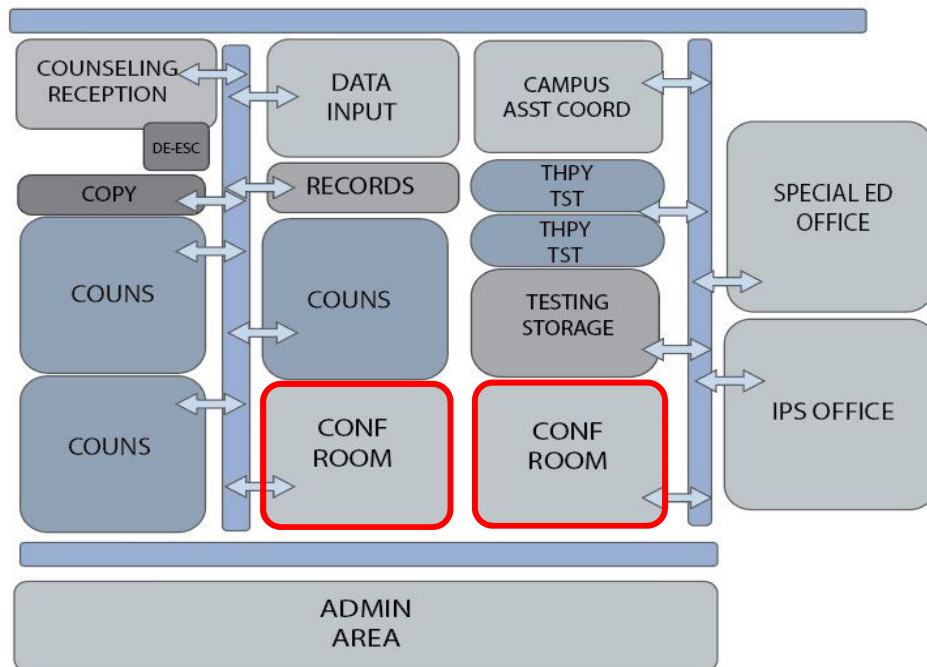 COUNSELING
RECEPTION
DATA
INPUT
CAMPUS
ASST COORD
DE-ESC
COPY
RECORDS
THPY
TST
THPY
TST
SPECIAL ED
OFFICE
COUNS
COUNS
TESTING
STORAGE
COUNS
CONF
ROOM
CONF
ROOM
IPS OFFICE
ADMIN
AREA